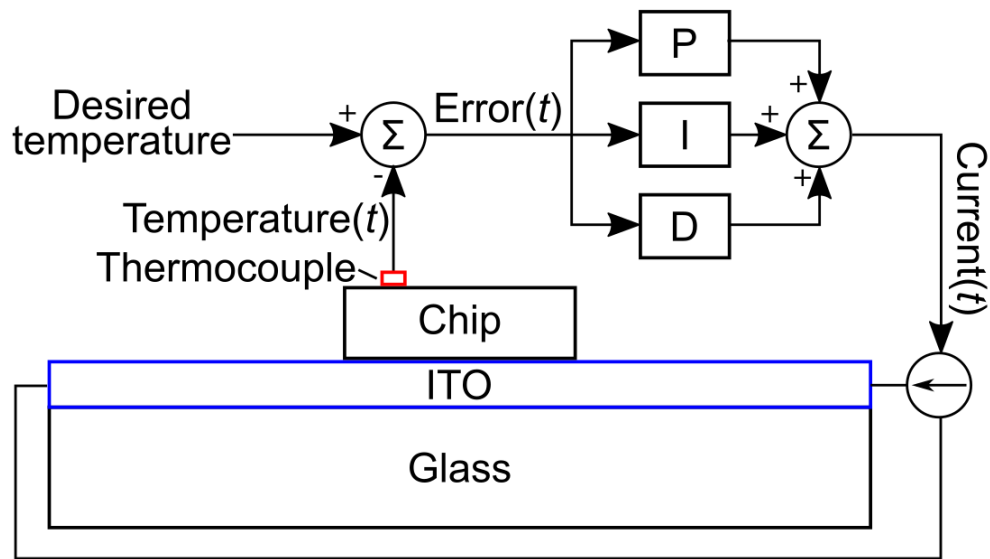 P
+
Desired
temperature
+
Σ
Error(t)
I
+
Σ
-
+
D
Temperature(t)
Thermocouple
Current(t)
Chip
ITO
Glass